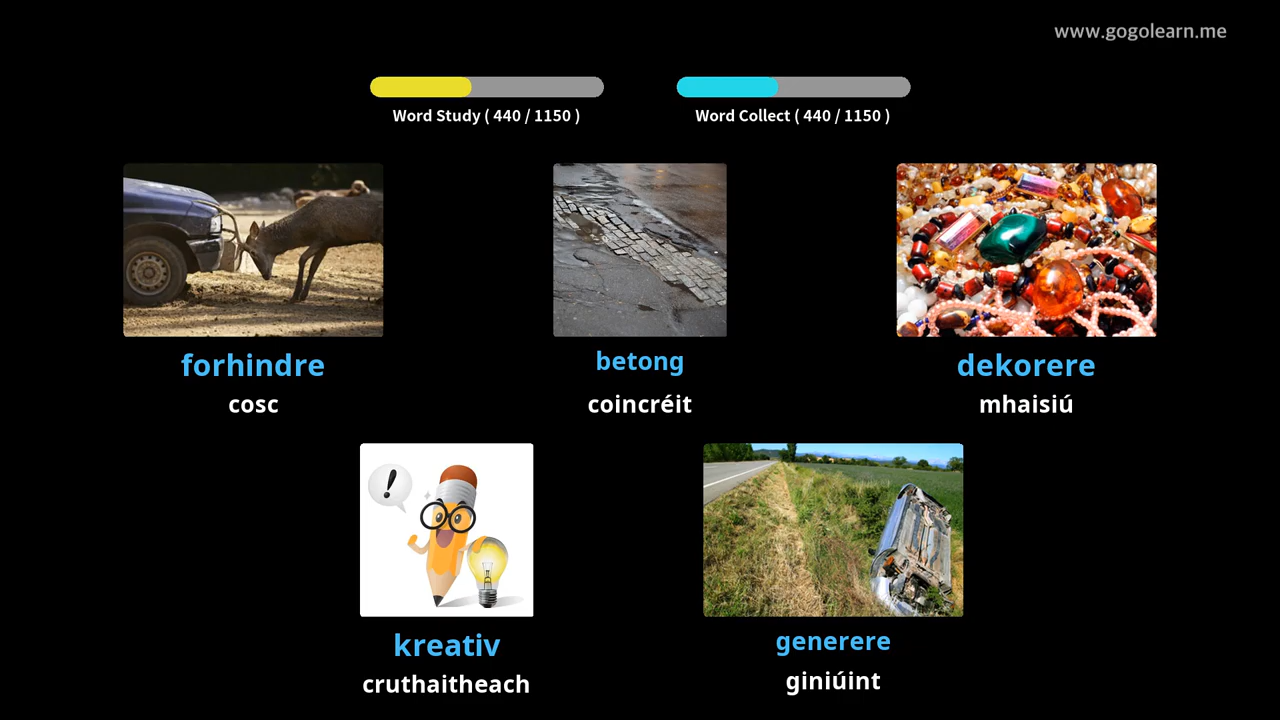 www.gogolearn.me
Word Study ( 440 / 1150 )
Word Collect ( 440 / 1150 )
forhindre
cosc
betong
coincréit
dekorere
mhaisiú
!
kreativ
cruthaitheach
generere
giniúint